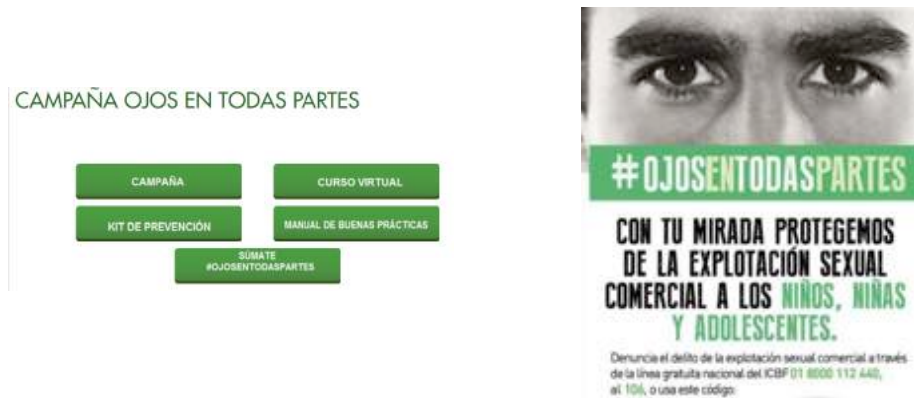 CAMPAÑA OJOS EN TODAS PARTES
CAMPAÑA
CURSO VIRTUAL
KIT DE PREVENCIÓN
MANUAL DE BUENAS PRÁCTICAS
SÚMATE
#OJOSENTODASPARTES
#OJOSENTODASPARTES
CON TU MIRADA PROTEGEMOS
DE LA EXPLOTACIÓN SEXUAL
COMERCIAL A LOS NIÑOS, NIÑAS
Y ADOLESCENTES.
Denuncia el delito de la explotación sexual comercial a través
de la línea gratuita nacional del ICBF 01 8000 112 440,
al 106, o usa este código: